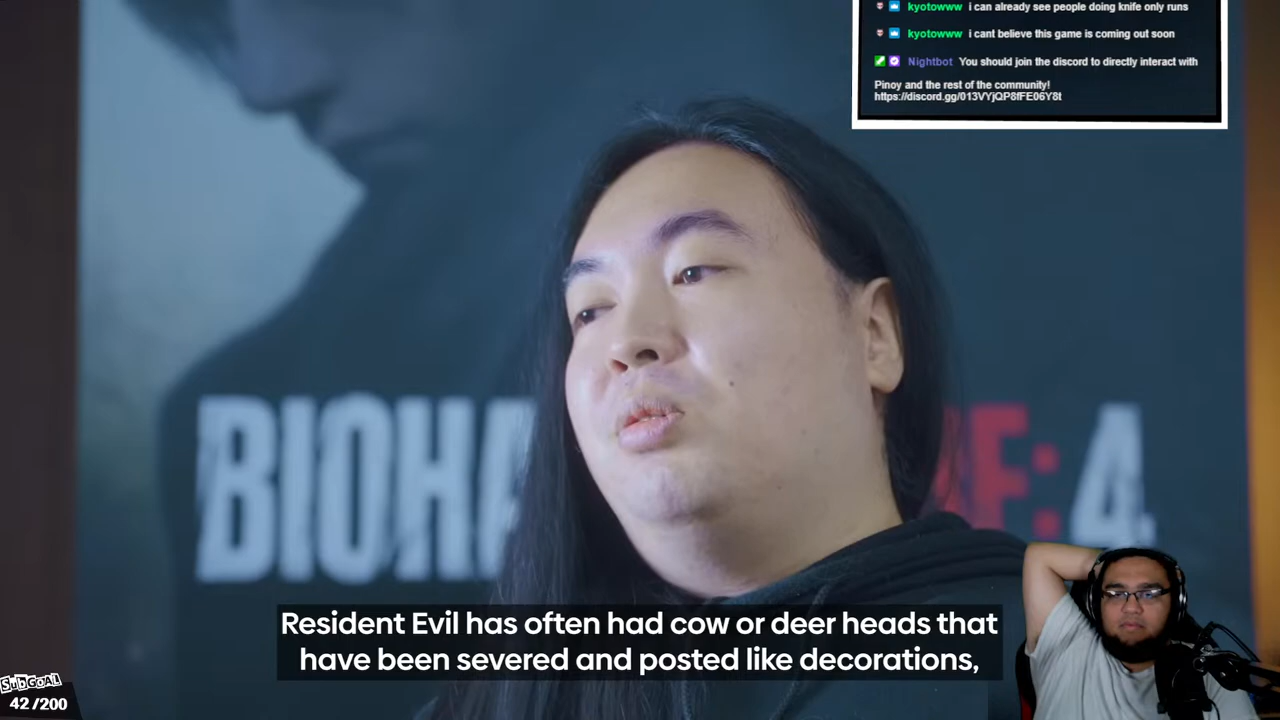 kyotowww i can already see people doing knife only runs
kyotowww i cant believe this game is coming out soon
Nightbot You should join the discord to directly interact with
Pinoy and the rest of the community!
https://discord.gg/013VYjQP8fFE06Y8t
BIOHA E:4
Resident Evil has often had cow or deer heads that
have been severed and posted like decorations,
SubGOAL
42/200